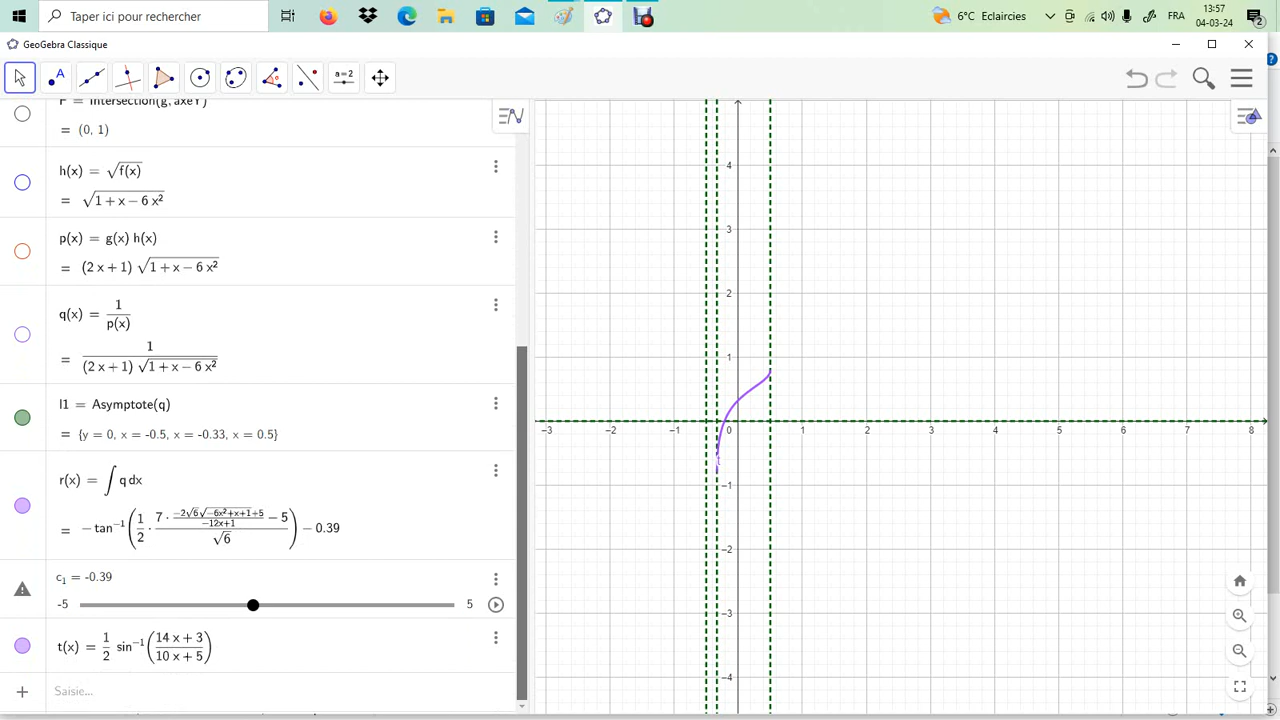 Taper ici pour rechercher
6°C Eclaircies
FRA
13:57
04-03-24
2
GeoGebra Classique
A
a=2
F = Intersection(g, axeY)
= (0, 1)
h(x) = √f(x)
= √(1 + x − 6 x²)
p(x) = g(x) h(x)
= (2 x + 1) √(1 + x − 6 x²)
q(x) = 1 / p(x)
= 1 / ((2 x + 1) √(1 + x − 6 x²))
l1 = Asymptote(q)
= {y = 0, x = -0.5, x = -0.33, x = 0.5}
r(x) = ∫ q dx
= −tan⁻¹(1/2 · (7 · (−2√6√(−6x²+x+1)+5)/(−12x+1) − 5)/√6) − 0.39
c₁ = -0.39
-5
5
t(x) = 1/2 sin⁻¹((14 x + 3)/(10 x + 5))
Saisie...
4
3
2
1
−3 −2 −1 0 1 2 3 4 5 6 7 8
−1
−2
−3
−4